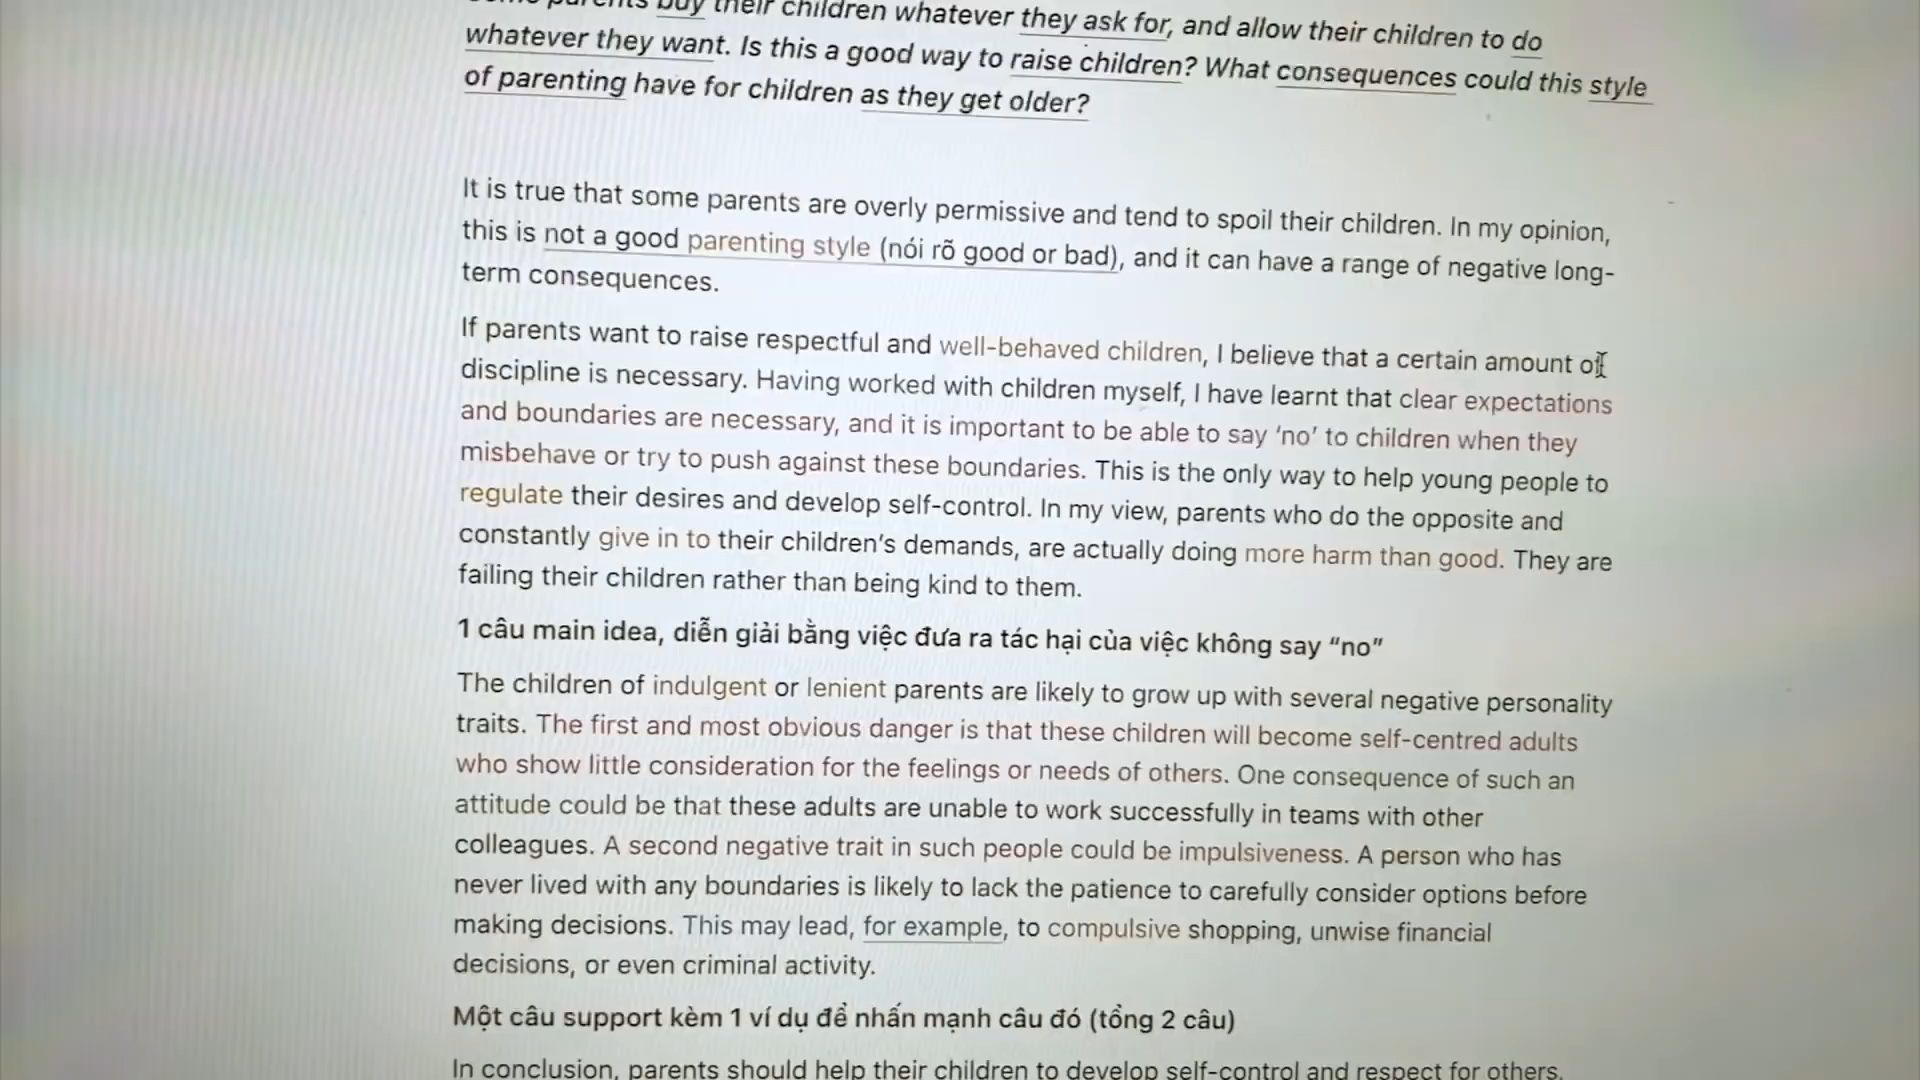 parents buy their children whatever they ask for, and allow their children to do
whatever they want. Is this a good way to raise children? What consequences could this style
of parenting have for children as they get older?
It is true that some parents are overly permissive and tend to spoil their children. In my opinion,
this is not a good parenting style (nói rõ good or bad), and it can have a range of negative long-
term consequences.
If parents want to raise respectful and well-behaved children, I believe that a certain amount of
discipline is necessary. Having worked with children myself, I have learnt that clear expectations
and boundaries are necessary, and it is important to be able to say ‘no’ to children when they
misbehave or try to push against these boundaries. This is the only way to help young people to
regulate their desires and develop self-control. In my view, parents who do the opposite and
constantly give in to their children’s demands, are actually doing more harm than good. They are
failing their children rather than being kind to them.
1 câu main idea, diễn giải bằng việc đưa ra tác hại của việc không say “no”
The children of indulgent or lenient parents are likely to grow up with several negative personality
traits. The first and most obvious danger is that these children will become self-centred adults
who show little consideration for the feelings or needs of others. One consequence of such an
attitude could be that these adults are unable to work successfully in teams with other
colleagues. A second negative trait in such people could be impulsiveness. A person who has
never lived with any boundaries is likely to lack the patience to carefully consider options before
making decisions. This may lead, for example, to compulsive shopping, unwise financial
decisions, or even criminal activity.
Một câu support kèm 1 ví dụ để nhấn mạnh câu đó (tổng 2 câu)
In conclusion, parents should help their children to develop self-control and respect for others.